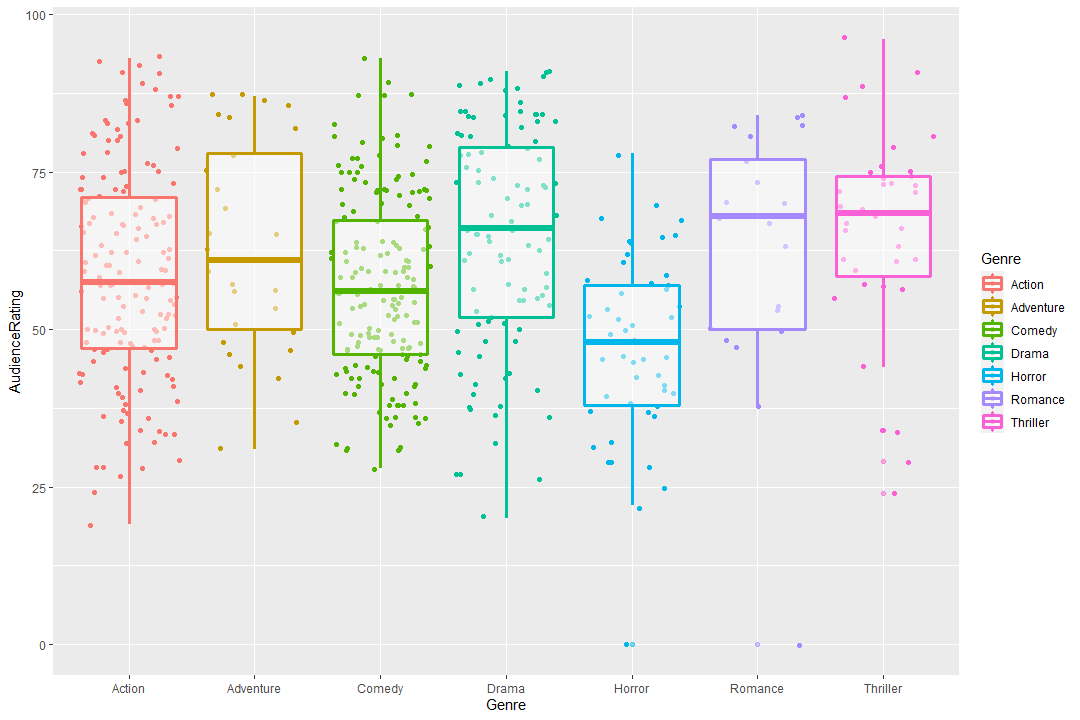 100
75
50
25
0
AudienceRating
Action Adventure Comedy Drama Horror Romance Thriller
Genre
Genre
Action
Adventure
Comedy
Drama
Horror
Romance
Thriller